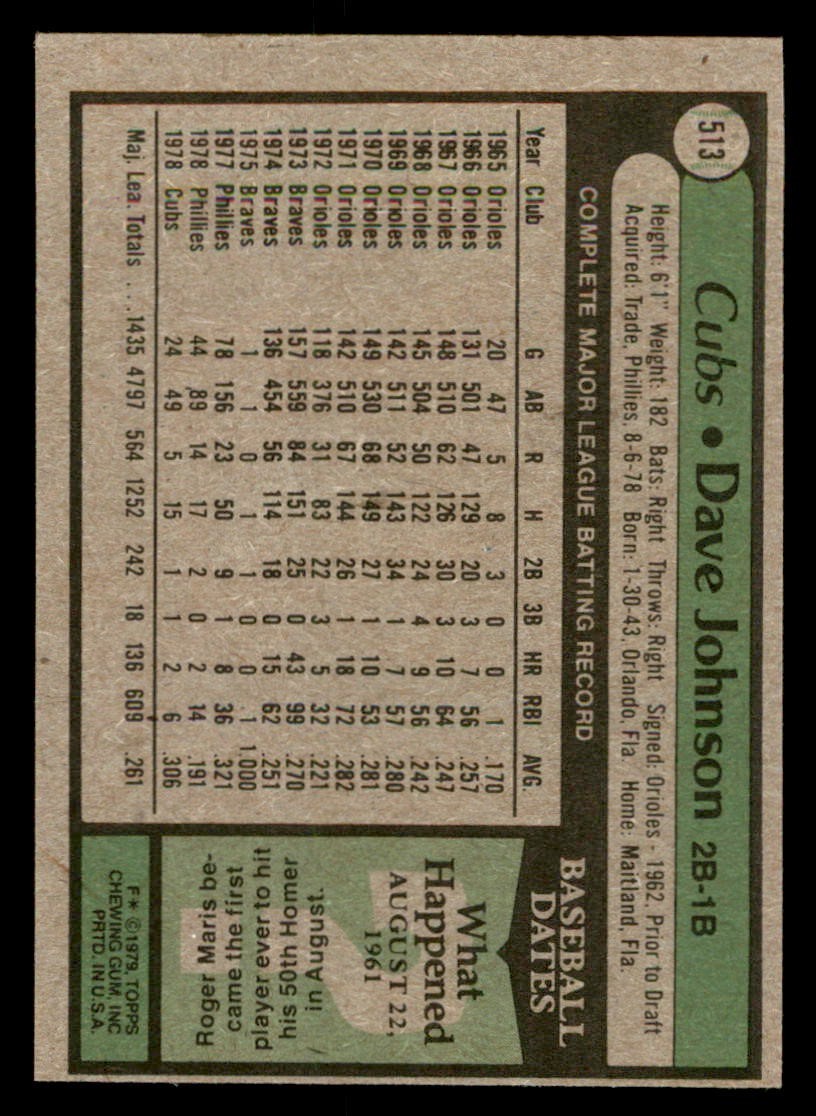 513
Cubs • Dave Johnson 2B-1B
Height: 6'1" Weight: 182 Bats: Right Throws: Right Signed: Orioles - 1962, Prior to Draft
Acquired: Trade, Phillies, 8-6-78 Born: 1-30-43, Orlando, Fla. Home: Maitland, Fla.
COMPLETE MAJOR LEAGUE BATTING RECORD
Year Club G AB R H 2B 3B HR RBI AVG.
1965 Orioles 20 47 5 8 3 0 0 1 .170
1966 Orioles 131 501 47 129 20 3 7 56 .257
1967 Orioles 148 510 62 126 30 3 10 64 .247
1968 Orioles 145 504 50 122 24 4 9 56 .242
1969 Orioles 142 511 52 143 34 1 7 57 .280
1970 Orioles 149 530 68 149 27 1 10 53 .281
1971 Orioles 142 510 67 144 26 1 18 72 .282
1972 Orioles 118 376 31 83 22 3 5 32 .221
1973 Braves 157 559 84 151 25 0 43 99 .270
1974 Braves 136 454 56 114 18 0 15 62 .251
1975 Braves 1 1 0 1 1 0 0 1 1.000
1977 Phillies 78 156 23 50 9 1 8 36 .321
1978 Phillies 44 89 14 17 2 0 2 14 .191
1978 Cubs 24 49 5 15 1 1 2 6 .306
Maj. Lea. Totals . . . 1435 4797 564 1252 242 18 136 609 .261
BASEBALL
DATES
What
Happened
AUGUST 22,
1961
?
Roger Maris be-
came the first
player ever to hit
his 50th Homer
in August.
F* ©1979, TOPPS
CHEWING GUM, INC
PRTD. IN U.S.A.